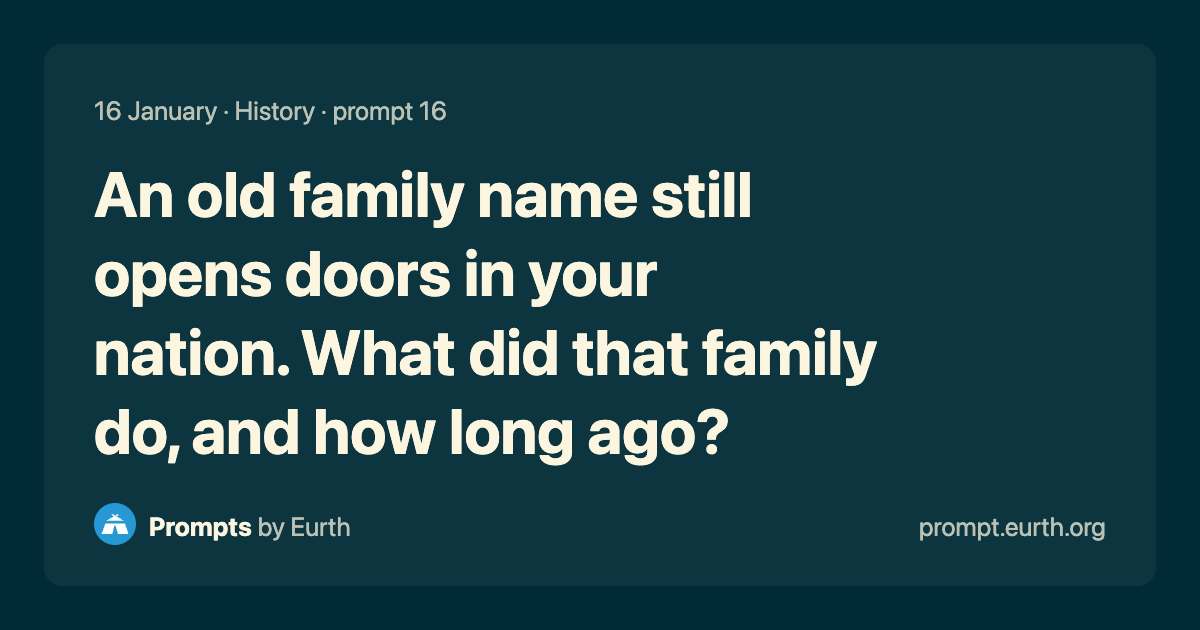 16 January · History · prompt 16
An old family name still
opens doors in your
nation. What did that family
do, and how long ago?
Prompts by Eurth
prompt.eurth.org